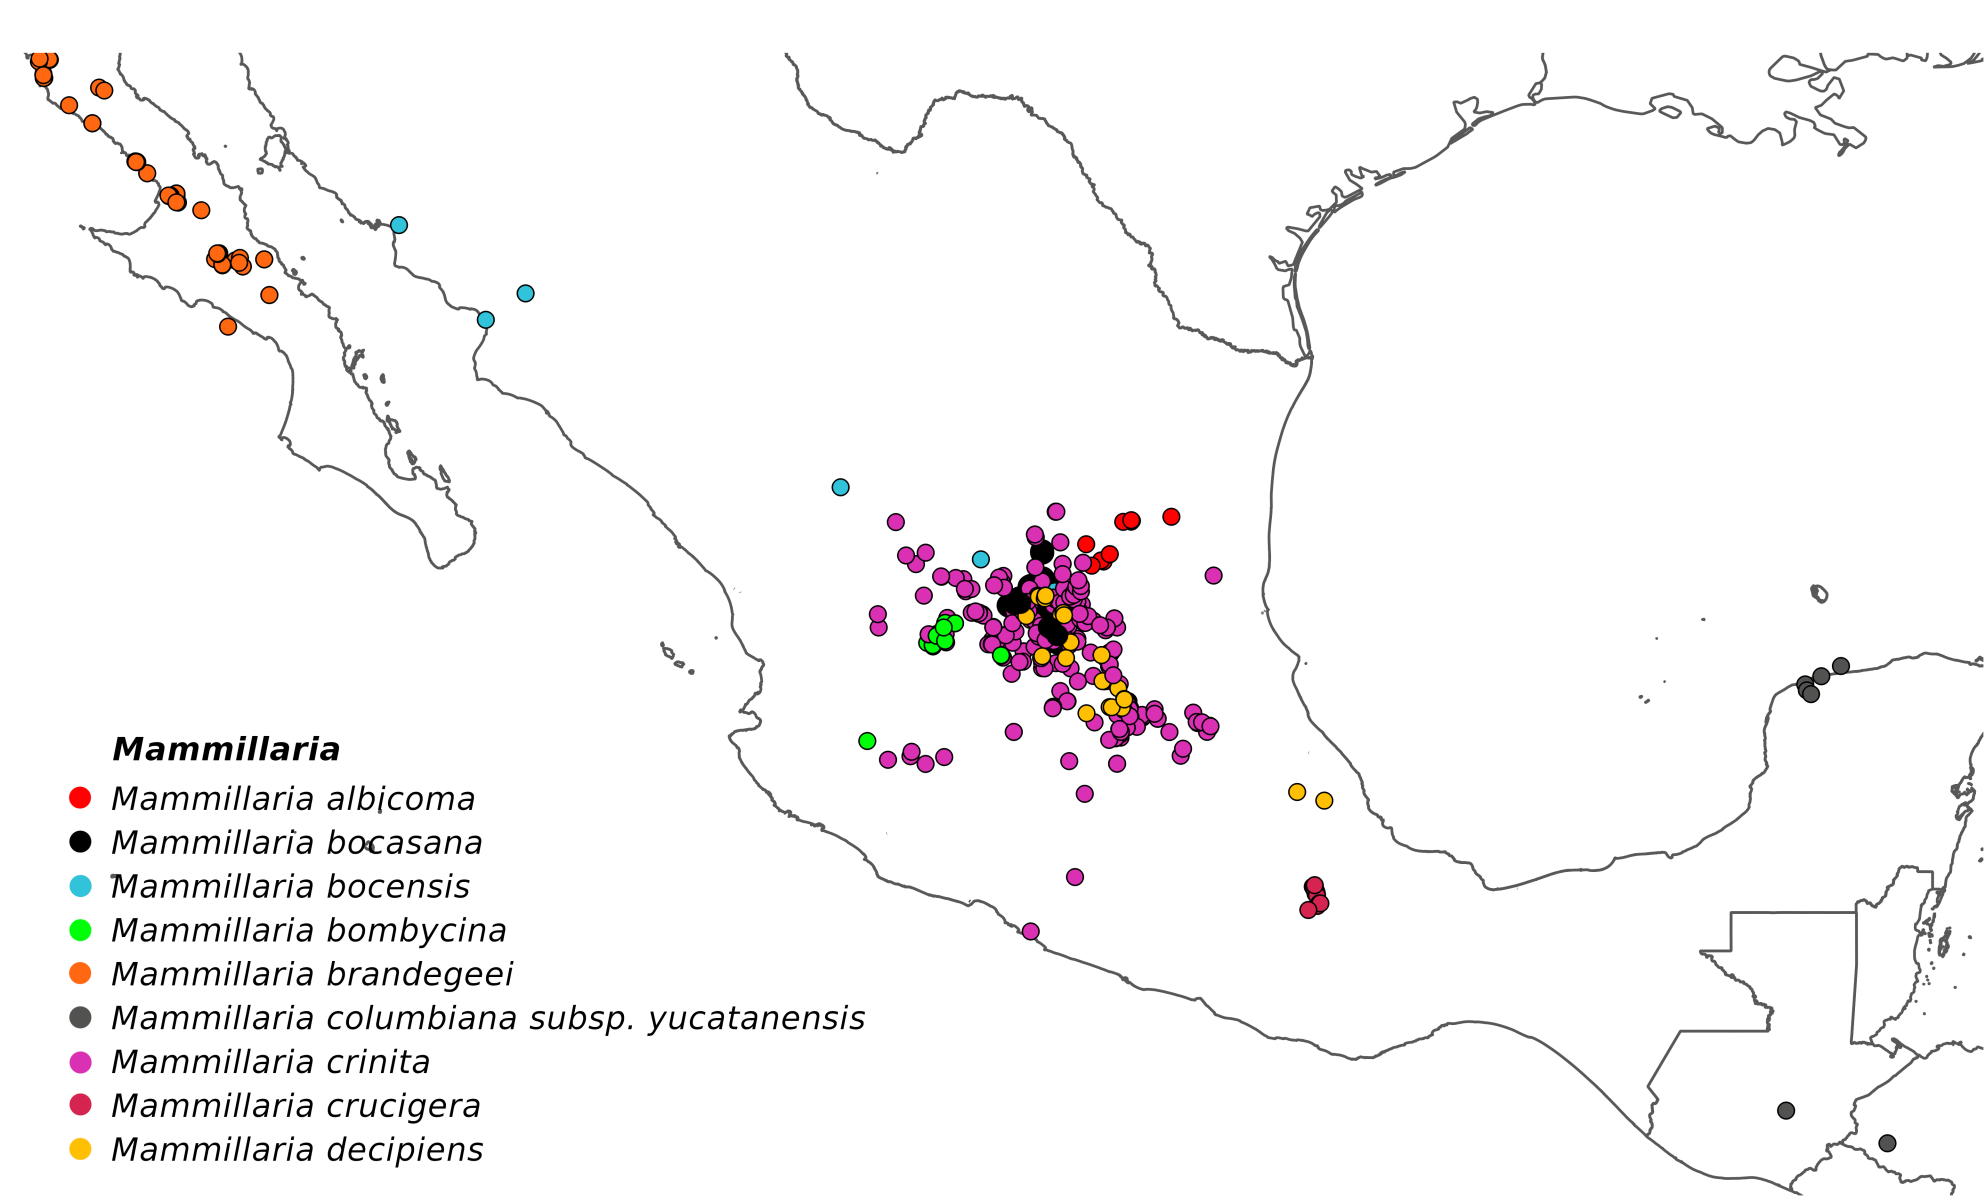 Mammillaria
Mammillaria albicoma
Mammillaria bocasana
Mammillaria bocensis
Mammillaria bombycina
Mammillaria brandegeei
Mammillaria columbiana subsp. yucatanensis
Mammillaria crinita
Mammillaria crucigera
Mammillaria decipiens